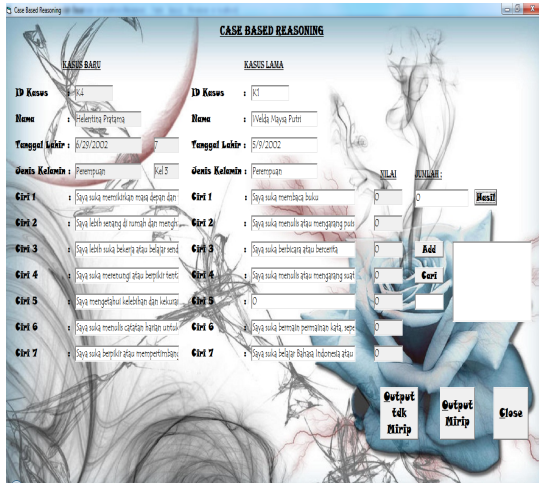 Case Based Reasoning
CASE BASED REASONING
KASUS BARU KASUS LAMA
ID Kasus : K4 ID Kasus : K1
Nama : Helentina Pratama Nama : Welda Maysa Putri
Tanggal Lahir : 6/29/2002 7 Tanggal Lahir : 5/9/2002
Jenis Kelamin : Perempuan Kel 3 Jenis Kelamin : Perempuan NILAI JUMLAH :
Ciri 1 : Saya suka memikirkan masa depan dan Ciri 1 : Saya suka membaca buku 0 0 Hasil
Ciri 2 : Saya lebih senang di rumah dan Ciri 2 : Saya suka menulis atau mengarang puis 0
Ciri 3 : Saya lebih suka bekerja atau belajar send Ciri 3 : Saya suka berbicara atau bercerita 0 Add
Ciri 4 : Saya suka merenungi atau berpikir tenta Ciri 4 : Saya suka menulis atau mengarang suat 0 Cari
Ciri 5 : Saya mengetahui kelebihan dan kekurar Ciri 5 : 0 0
Ciri 6 : Saya suka menulis catatan harian untuk Ciri 6 : Saya suka bermain permainan kata, sepe 0
Ciri 7 : Saya suka berpikir atau mempertimbang Ciri 7 : Saya suka belajar Bahasa Indonesia atau 0
Output tdk Mirip
Output Mirip
Close